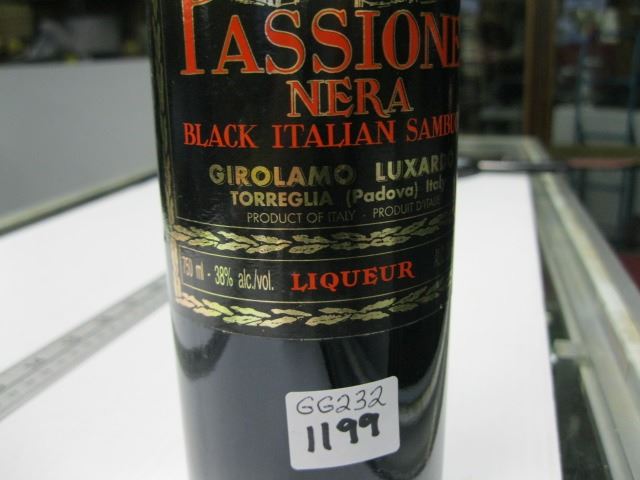 PASSIONE
NERA
BLACK ITALIAN SAMBU
GIROLAMO LUXARDO
TORREGLIA (Padova) Italy
PRODUCT OF ITALY - PRODUIT D'ITALIE
750 ml - 38% alc./vol. LIQUEUR
GG232
1199